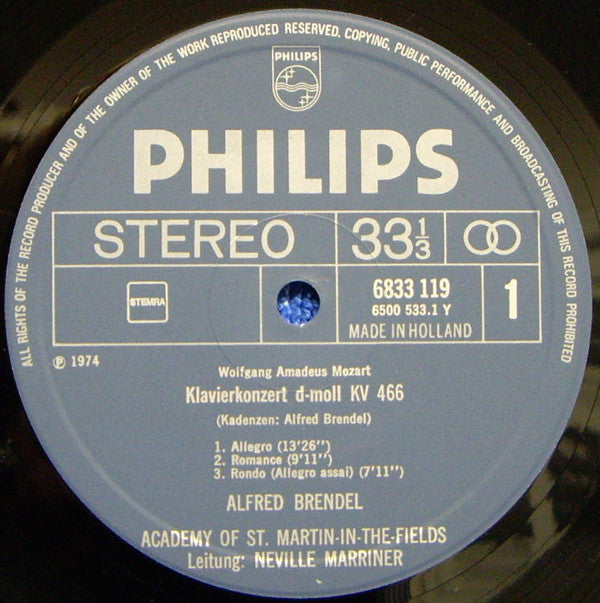 ALL RIGHTS OF THE RECORD PRODUCER AND OF THE OWNER OF THE WORK REPRODUCED RESERVED. COPYING, PUBLIC PERFORMANCE AND BROADCASTING OF THIS RECORD PROHIBITED
PHILIPS
PHILIPS
STEREO
33⅓
STEMRA
6833 119
6500 533.1 Y
MADE IN HOLLAND
1
Ⓟ 1974
Wolfgang Amadeus Mozart
Klavierkonzert d-moll KV 466
(Kadenzen: Alfred Brendel)
1. Allegro (13'26'')
2. Romance (9'11'')
3. Rondo (Allegro assai) (7'11'')
ALFRED BRENDEL
ACADEMY OF ST. MARTIN-IN-THE-FIELDS
Leitung: NEVILLE MARRINER